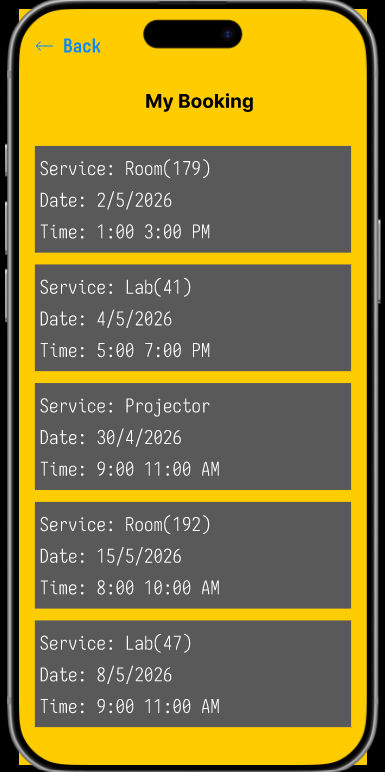 ← Back
My Booking
Service: Room(179)
Date: 2/5/2026
Time: 1:00 3:00 PM
Service: Lab(41)
Date: 4/5/2026
Time: 5:00 7:00 PM
Service: Projector
Date: 30/4/2026
Time: 9:00 11:00 AM
Service: Room(192)
Date: 15/5/2026
Time: 8:00 10:00 AM
Service: Lab(47)
Date: 8/5/2026
Time: 9:00 11:00 AM